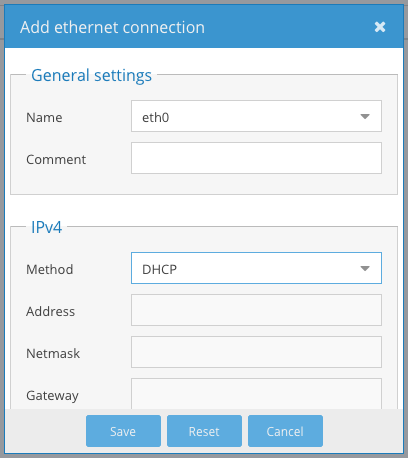 Add ethernet connection
General settings
Name eth0
Comment
IPv4
Method DHCP
Address
Netmask
Gateway
Save Reset Cancel